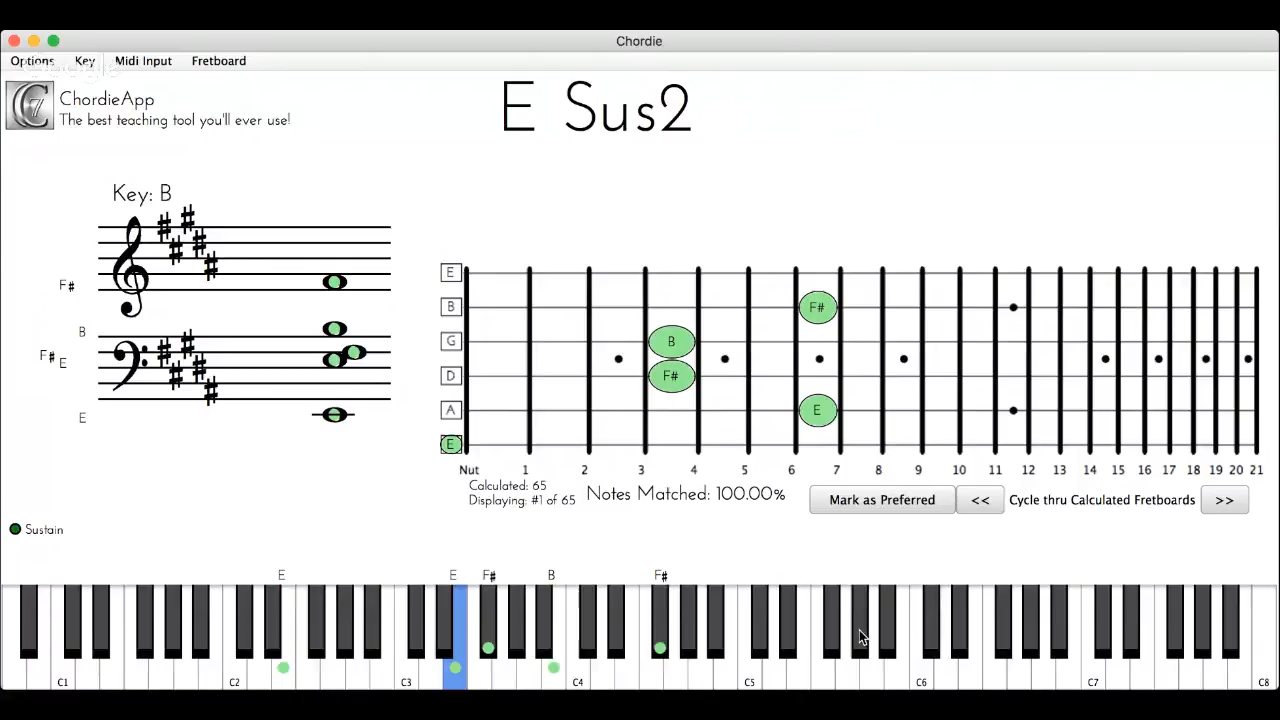 Chordie
Options Key Midi Input Fretboard
Google
C7
ChordieApp
The best teaching tool you'll ever use!
E Sus2
Key: B
F#
B
F# E
E
E
B F#
G B
D F#
A E
E
Nut 1 2 3 4 5 6 7 8 9 10 11 12 13 14 15 16 17 18 19 20 21
Calculated: 65
Displaying: #1 of 65
Notes Matched: 100.00%
Mark as Preferred << Cycle thru Calculated Fretboards >>
Sustain
E E F# B F#
C1 C2 C3 C4 C5 C6 C7 C8